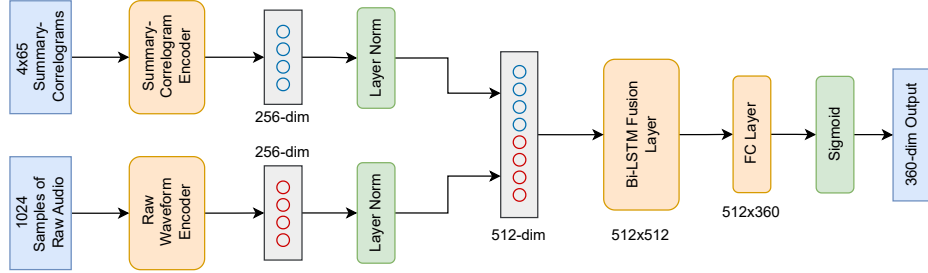 4x65
Summary-
Correlograms
Summary-
Correlogram
Encoder
256-dim
Layer Norm
1024
Samples of
Raw Audio
Raw
Waveform
Encoder
256-dim
Layer Norm
512-dim
Bi-LSTM Fusion
Layer
512x512
FC Layer
512x360
Sigmoid
360-dim Output